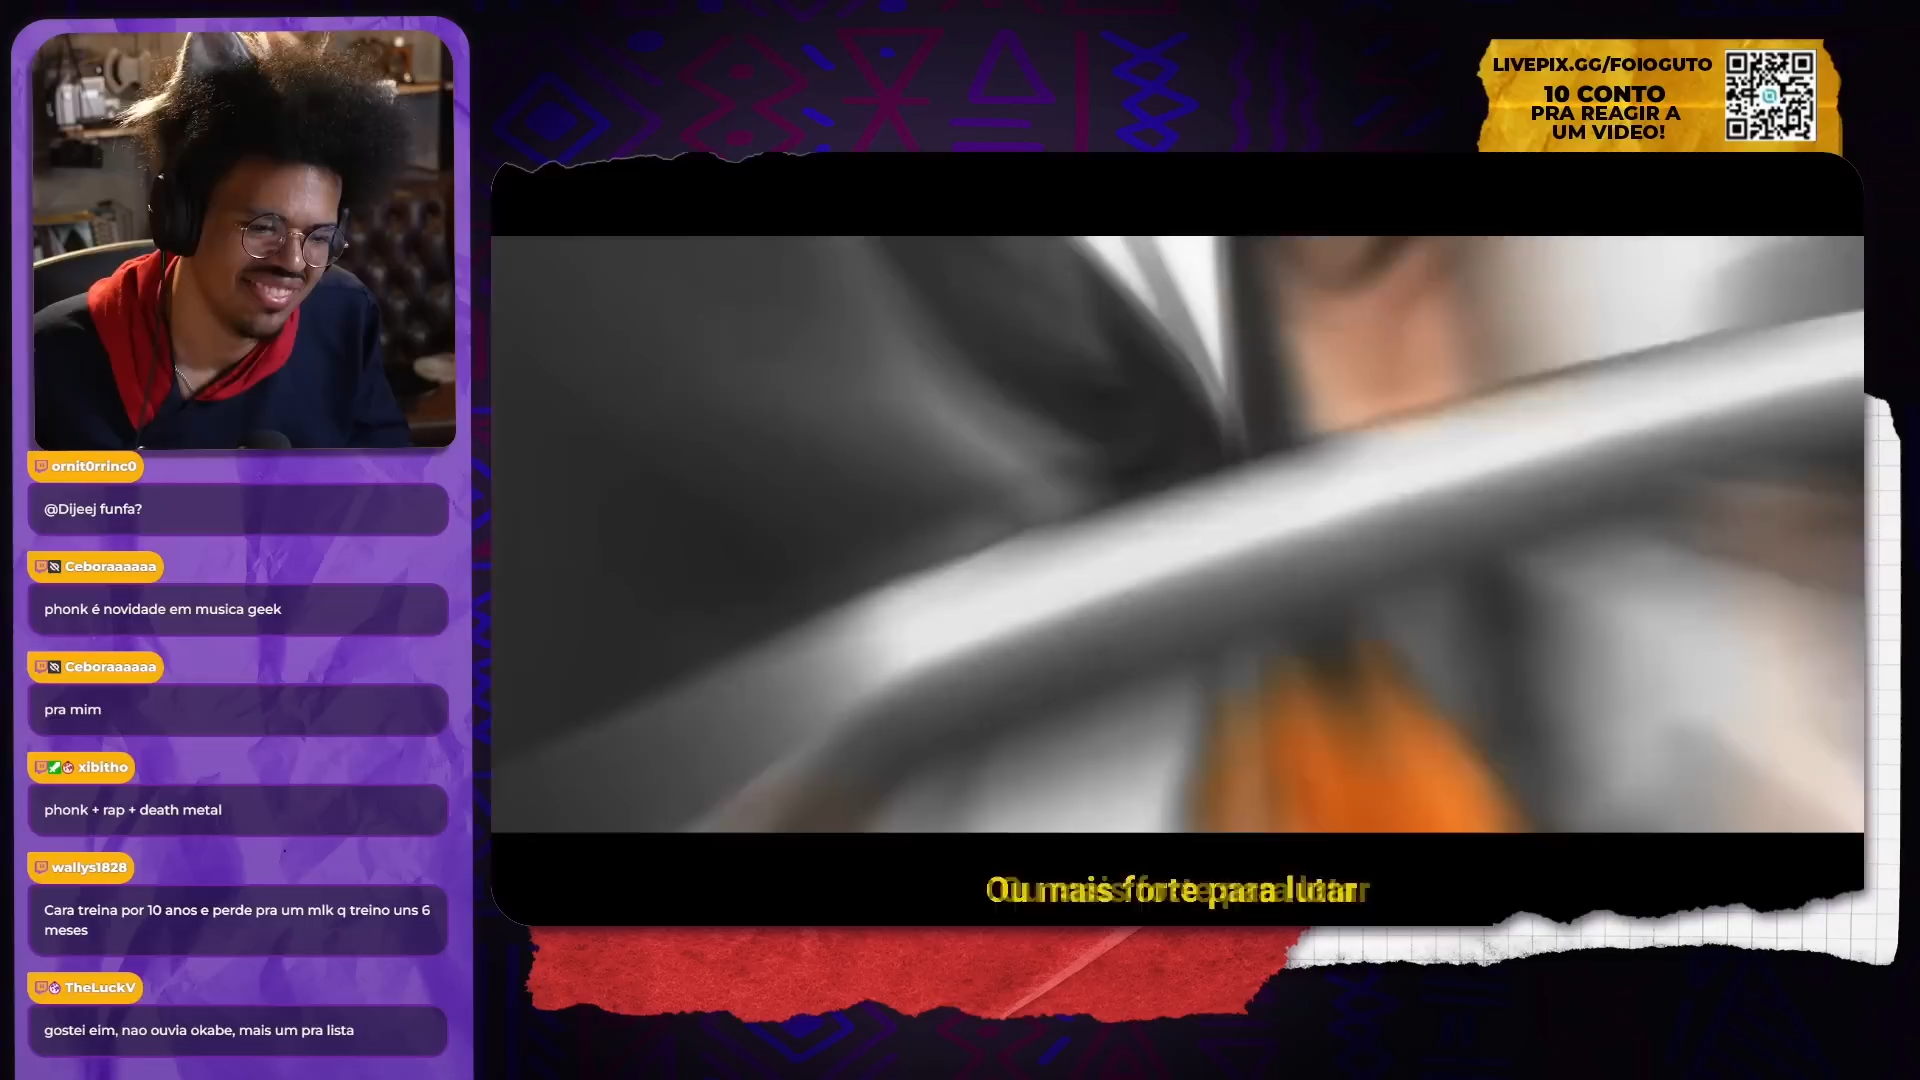 LIVEPIX.GG/FOIOGUTO
10 CONTO
PRA REAGIR A
UM VIDEO!
ornit0rrinc0
@Dijeej funfa?
Ceboraaaaaa
phonk é novidade em musica geek
Ceboraaaaaa
pra mim
xibitho
phonk + rap + death metal
wallys1828
Cara treina por 10 anos e perde pra um mlk q treino uns 6
meses
TheLuckV
gostei eim, nao ouvia okabe, mais um pra lista
Ou mais forte para lutar